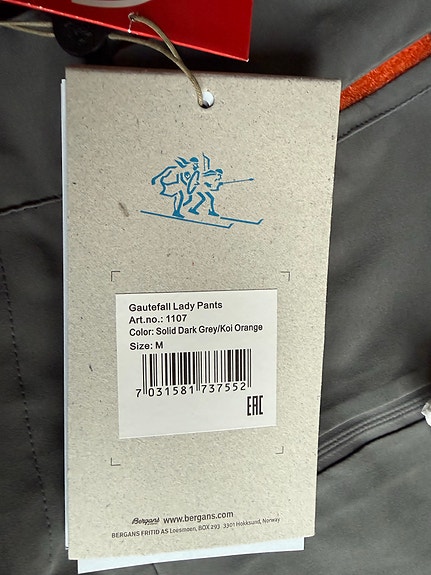 Gautefall Lady Pants
Art.no.: 1107
Color: Solid Dark Grey/Koi Orange
Size: M
7 031581 737552
EAC
Bergans www.bergans.com
BERGANS FRITID AS Loesmoen, BOX 293 3301 Hokksund, Norway